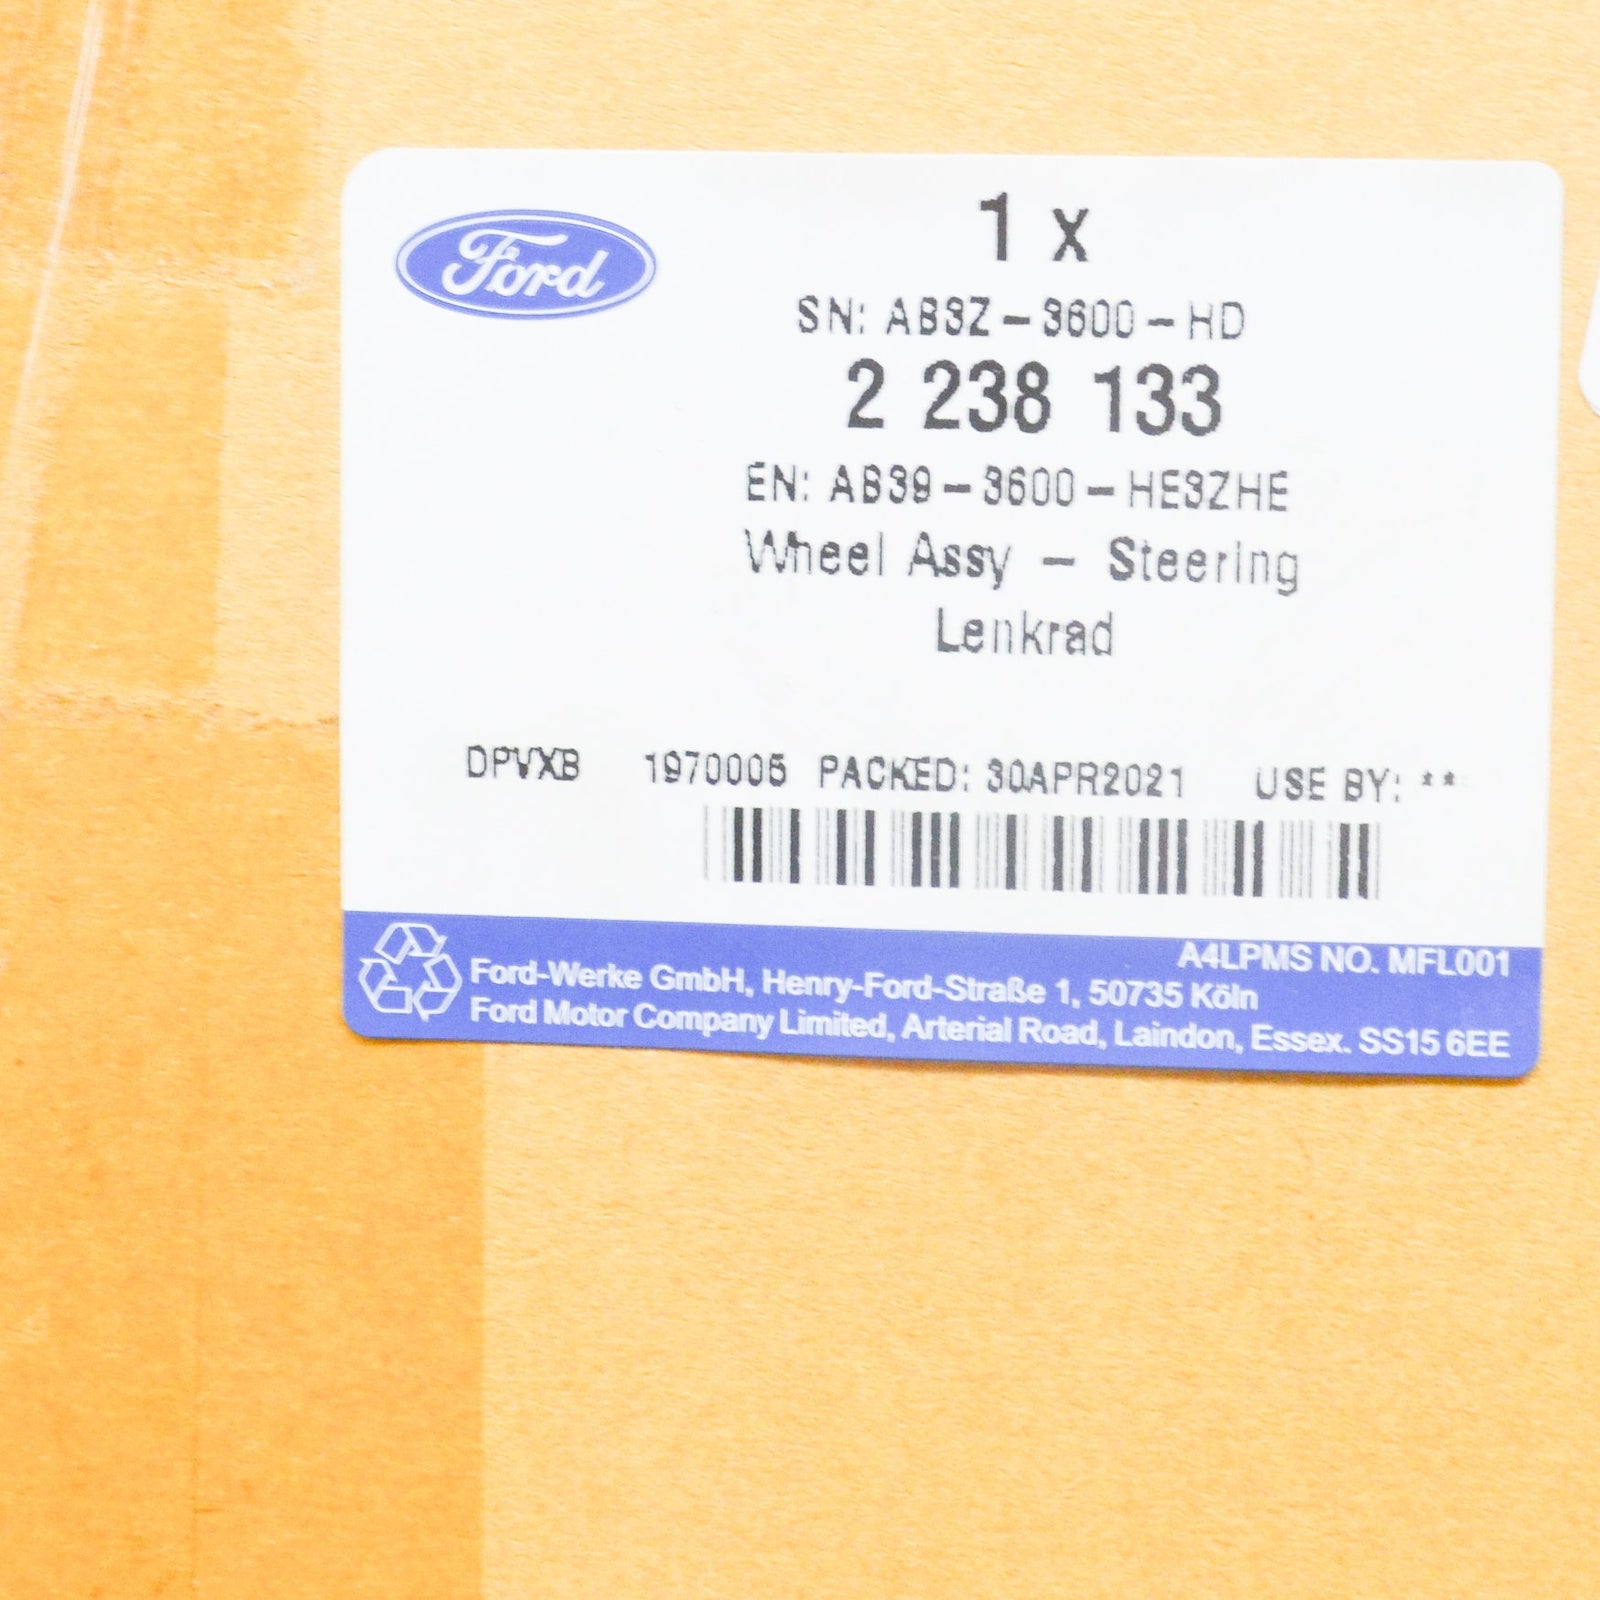 Ford
1 x
SN: AB3Z-3600-HD
2 238 133
EN: AB39-3600-HE3ZHE
Wheel Assy - Steering
Lenkrad
DPVXB 1970005 PACKED: 30APR2021 USE BY: **
A4LPMS NO. MFL001
Ford-Werke GmbH, Henry-Ford-Straße 1, 50735 Köln
Ford Motor Company Limited, Arterial Road, Laindon, Essex. SS15 6EE